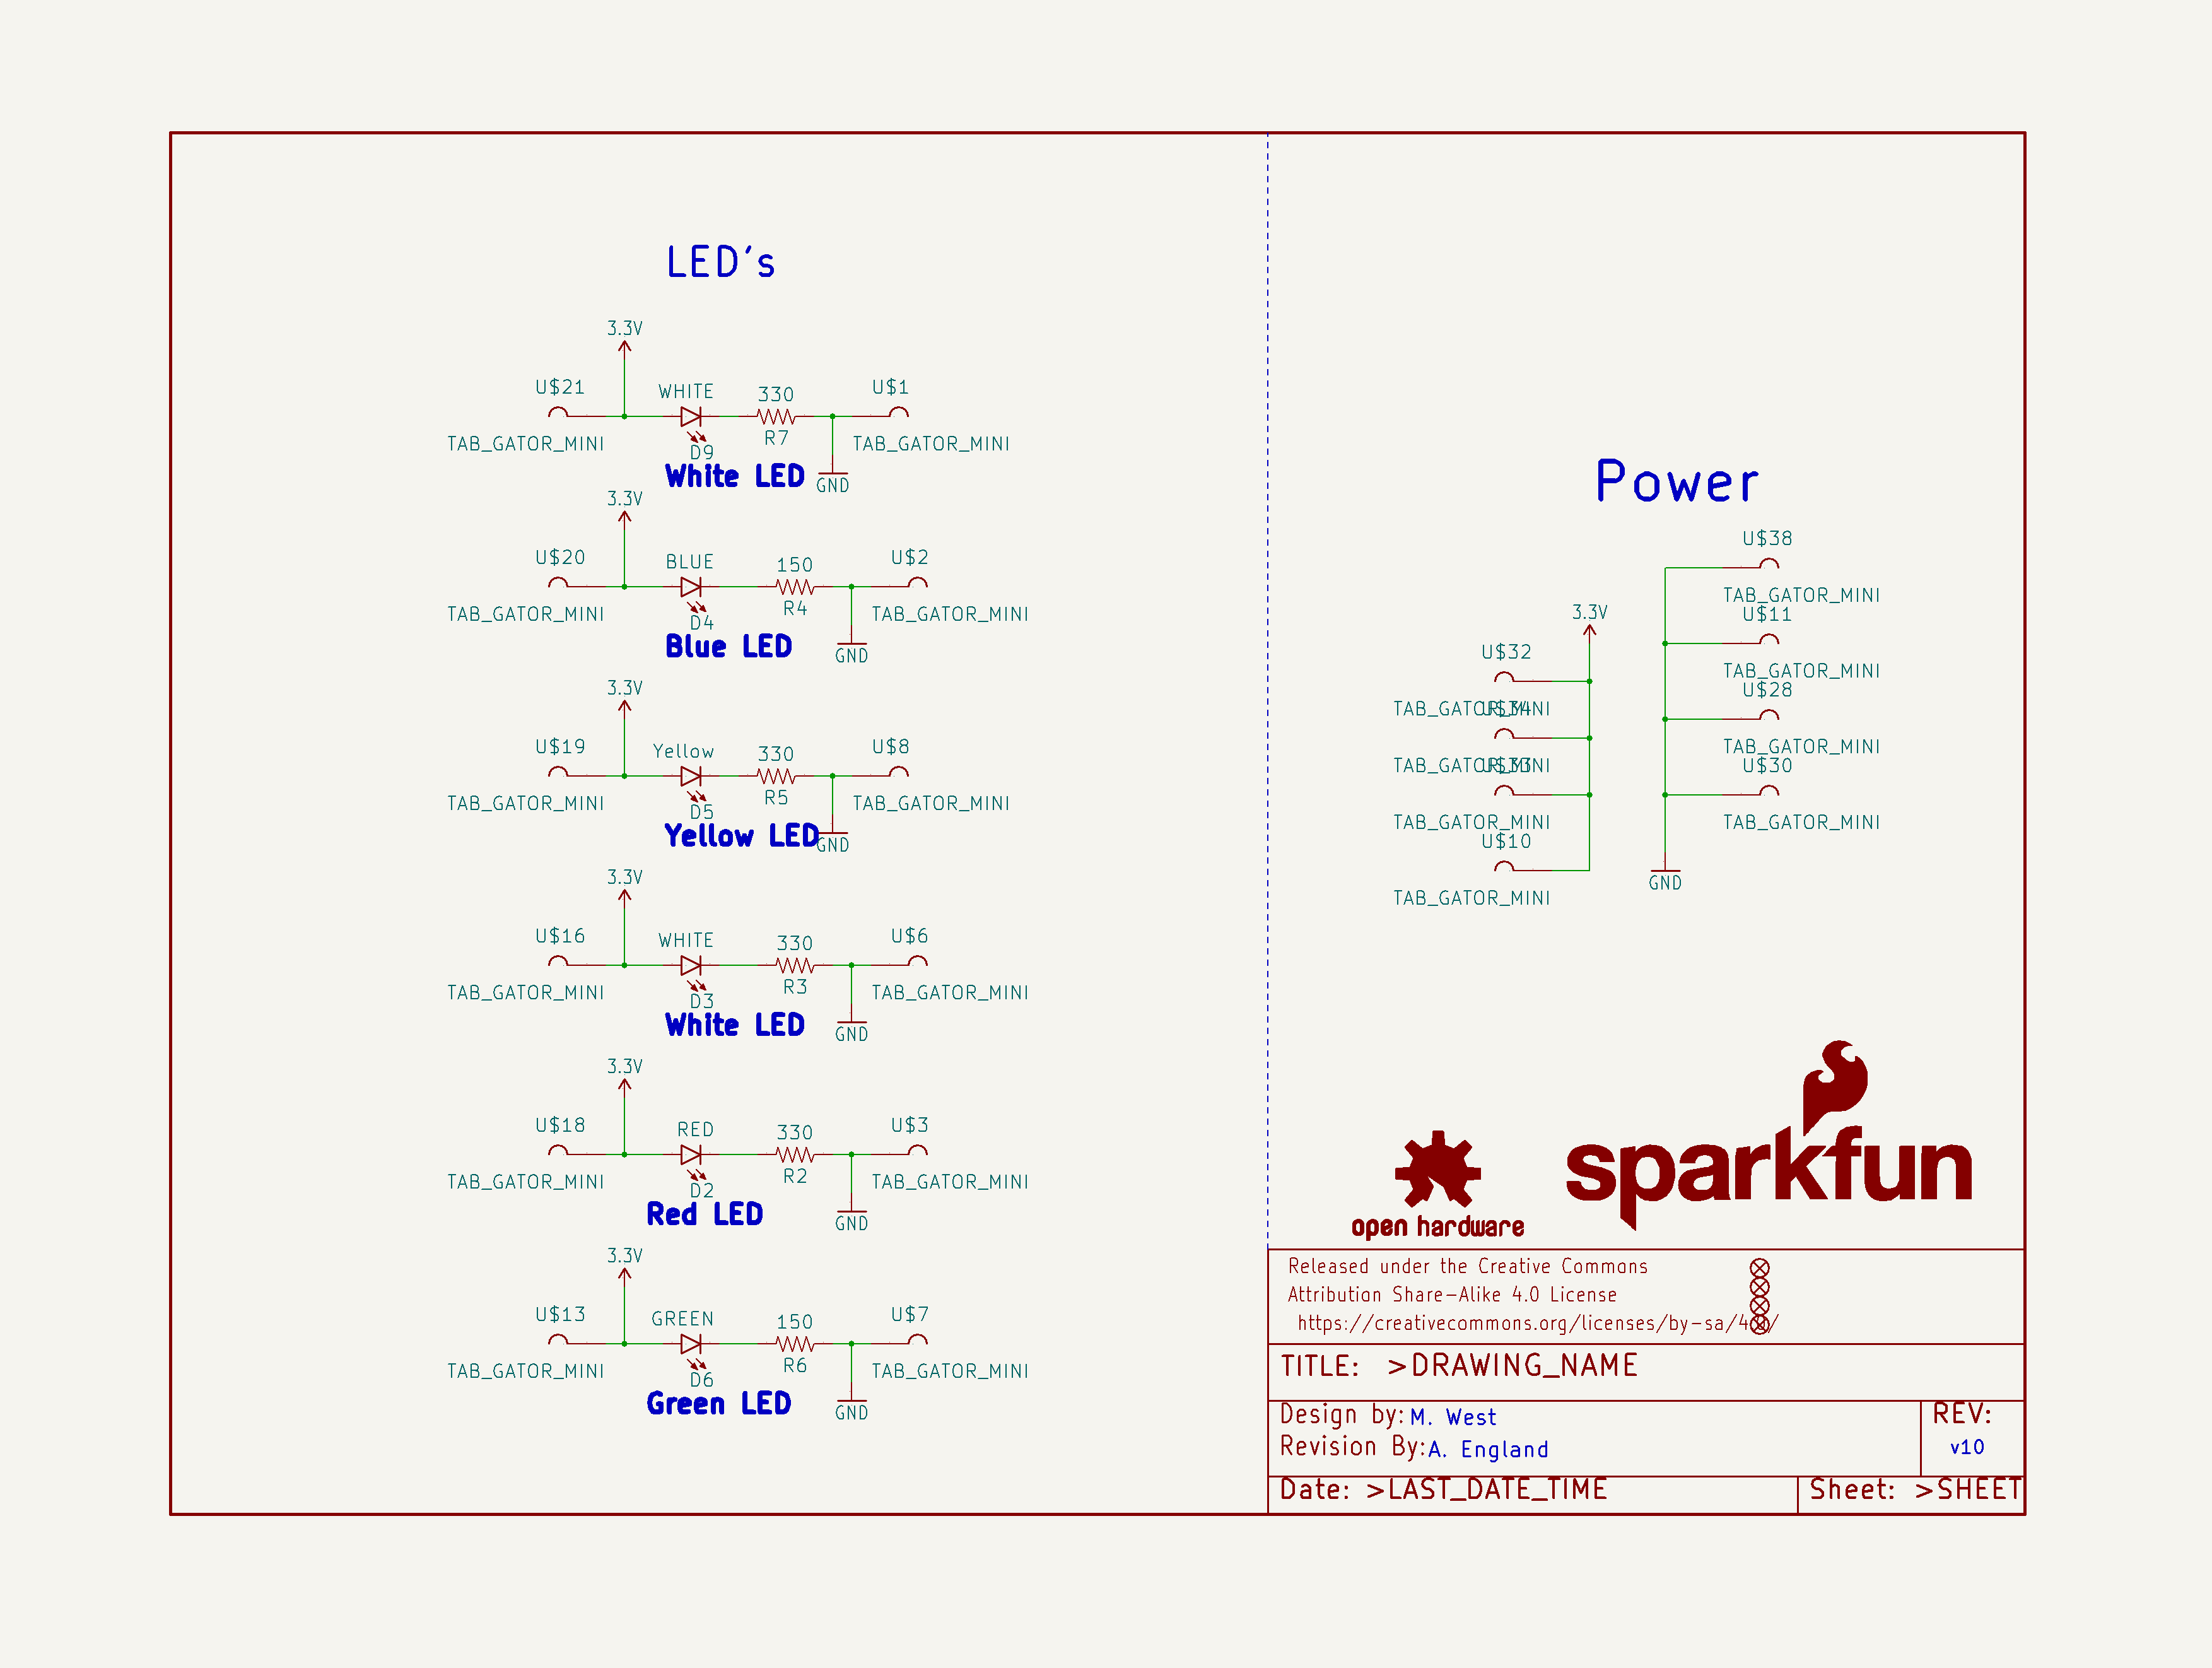 LED's
3.3V
U$21
WHITE
330
U$1
TAB_GATOR_MINI
D9
R7
TAB_GATOR_MINI
White LED
GND
3.3V
U$20
BLUE
150
U$2
TAB_GATOR_MINI
D4
R4
TAB_GATOR_MINI
Blue LED
GND
3.3V
U$19
Yellow
330
U$8
TAB_GATOR_MINI
D5
R5
TAB_GATOR_MINI
Yellow LED
GND
3.3V
U$16
WHITE
330
U$6
TAB_GATOR_MINI
D3
R3
TAB_GATOR_MINI
White LED
GND
3.3V
U$18
RED
330
U$3
TAB_GATOR_MINI
D2
R2
TAB_GATOR_MINI
Red LED
GND
3.3V
U$13
GREEN
150
U$7
TAB_GATOR_MINI
D6
R6
TAB_GATOR_MINI
Green LED
GND
Power
3.3V
U$32
TAB_GATOR_MINI
U$34
TAB_GATOR_MINI
U$33
TAB_GATOR_MINI
U$10
TAB_GATOR_MINI
U$38
TAB_GATOR_MINI
U$11
TAB_GATOR_MINI
U$28
TAB_GATOR_MINI
U$30
TAB_GATOR_MINI
GND
open hardware
sparkfun
Released under the Creative Commons
Attribution Share-Alike 4.0 License
https://creativecommons.org/licenses/by-sa/4.0/
TITLE: >DRAWING_NAME
Design by: M. West
Revision By: A. England
REV:
v10
Date: >LAST_DATE_TIME
Sheet: >SHEET